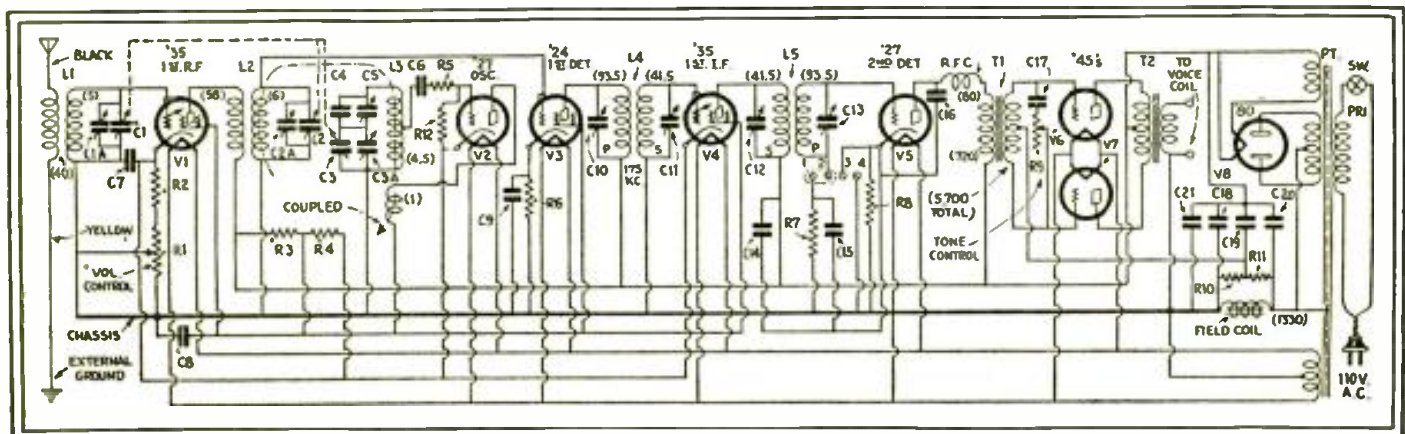 BLACK
L1
(5)
L1A
C1
(40)
C7
YELLOW
R2
R1
VOL.
CONTROL
CHASSIS
C8
EXTERNAL
GROUND
'35
1ST. R.F
V1
(58)
L2
(6)
C2A
C2
R3
R4
C4
C5
C3
C3
L3
C6
R5
(4,5)
(1)
COUPLED
R12
'27
OSC.
V2
C9
R6
'24
1ST DET
V3
C10
(93.5)
L4
P
S
175
KC
(41.5
C11
'35
1ST. I.F.
V4
(41.5)
C12
L5
(93.5
S
P
C13
C14
R7
C15
3
4
R8
'27
2ND DET
V5
R.F.C.
(80)
C16
(720)
T1
(5700
TOTAL)
C17
R9
TONE
CONTROL
'45's
V6
V7
T2
TO
VOICE
COIL
80
V8
C21
C18
C19
C20
R10
R11
FIELD COIL
(1330)
PT
SW.
PRI
110V.
A.C.